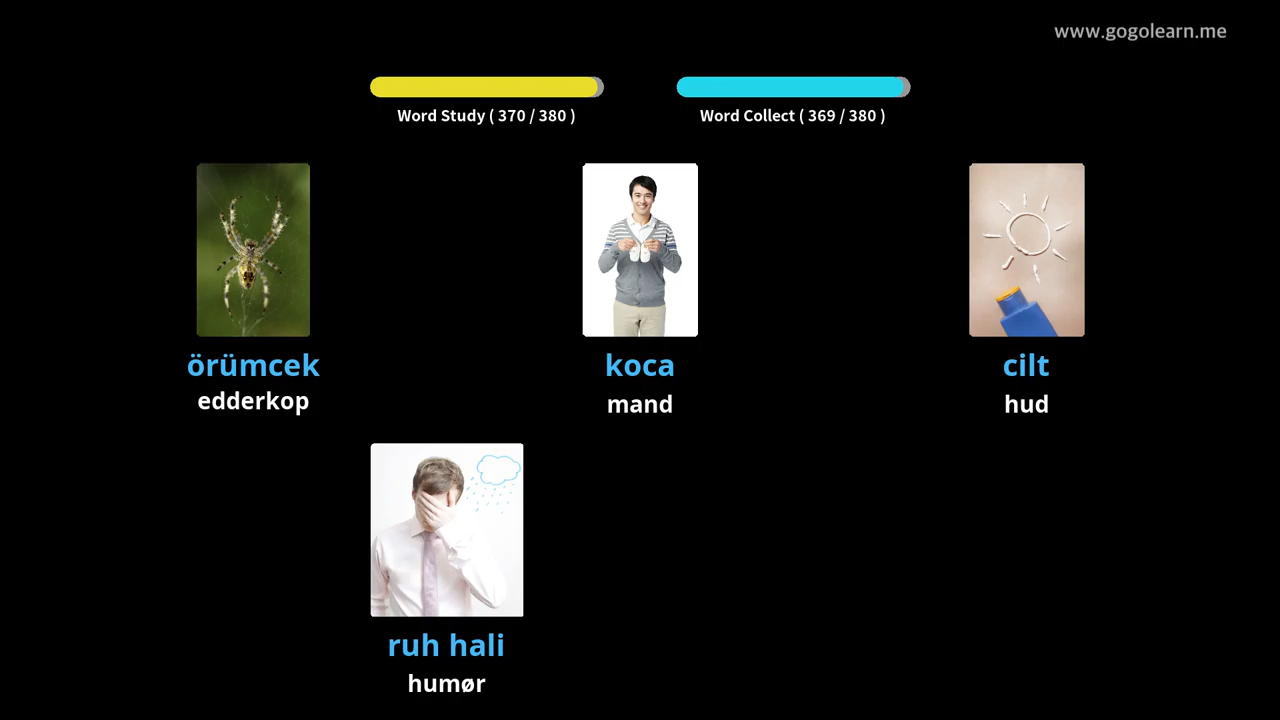 www.gogolearn.me
Word Study ( 370 / 380 )
Word Collect ( 369 / 380 )
örümcek
edderkop
koca
mand
cilt
hud
ruh hali
humør